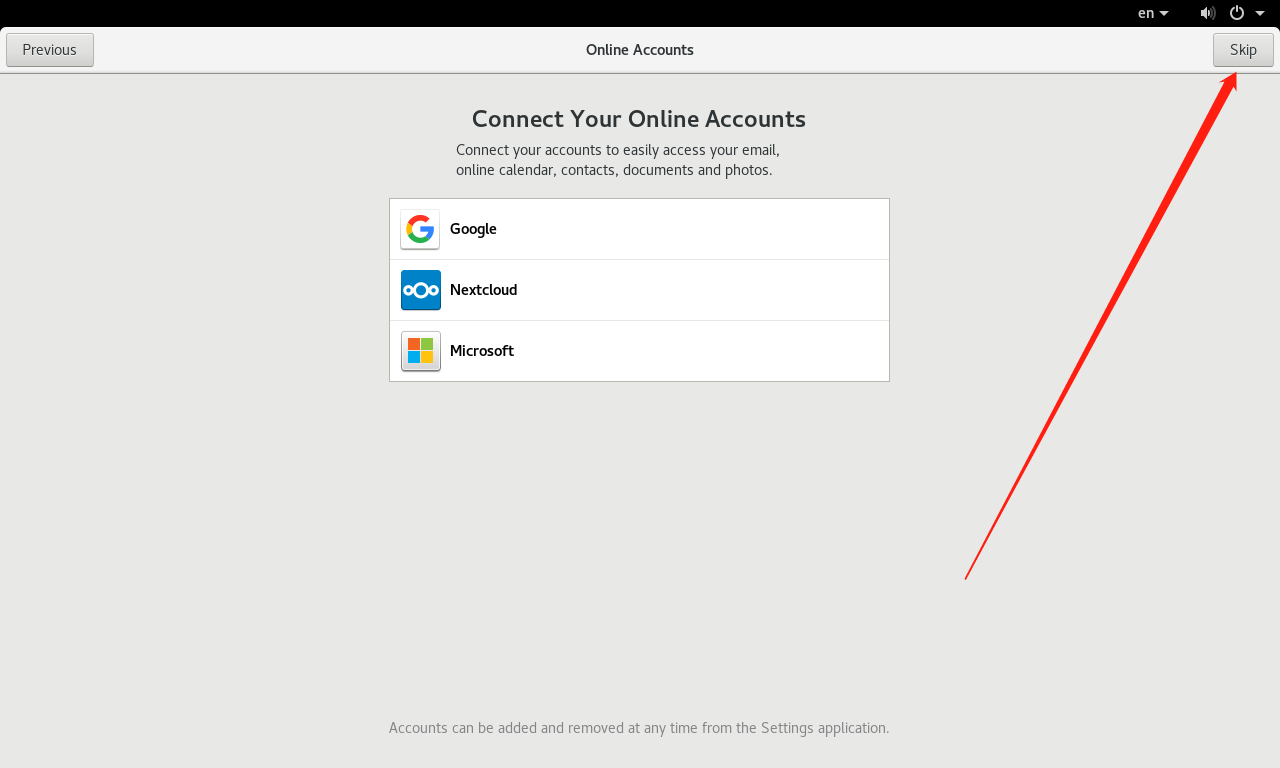 en
Previous
Online Accounts
Skip
Connect Your Online Accounts
Connect your accounts to easily access your email,
online calendar, contacts, documents and photos.
Google
Nextcloud
Microsoft
Accounts can be added and removed at any time from the Settings application.